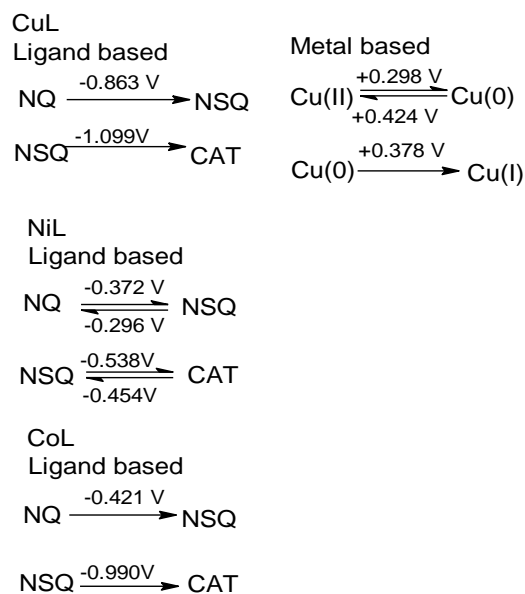 CuL
Ligand based
NQ -0.863 V NSQ
NSQ -1.099V CAT
Metal based
Cu(II) +0.298 V Cu(0)
+0.424 V
Cu(0) +0.378 V Cu(I)
NiL
Ligand based
NQ -0.372 V NSQ
-0.296 V
NSQ -0.538V CAT
-0.454V
CoL
Ligand based
NQ -0.421 V NSQ
NSQ -0.990V CAT